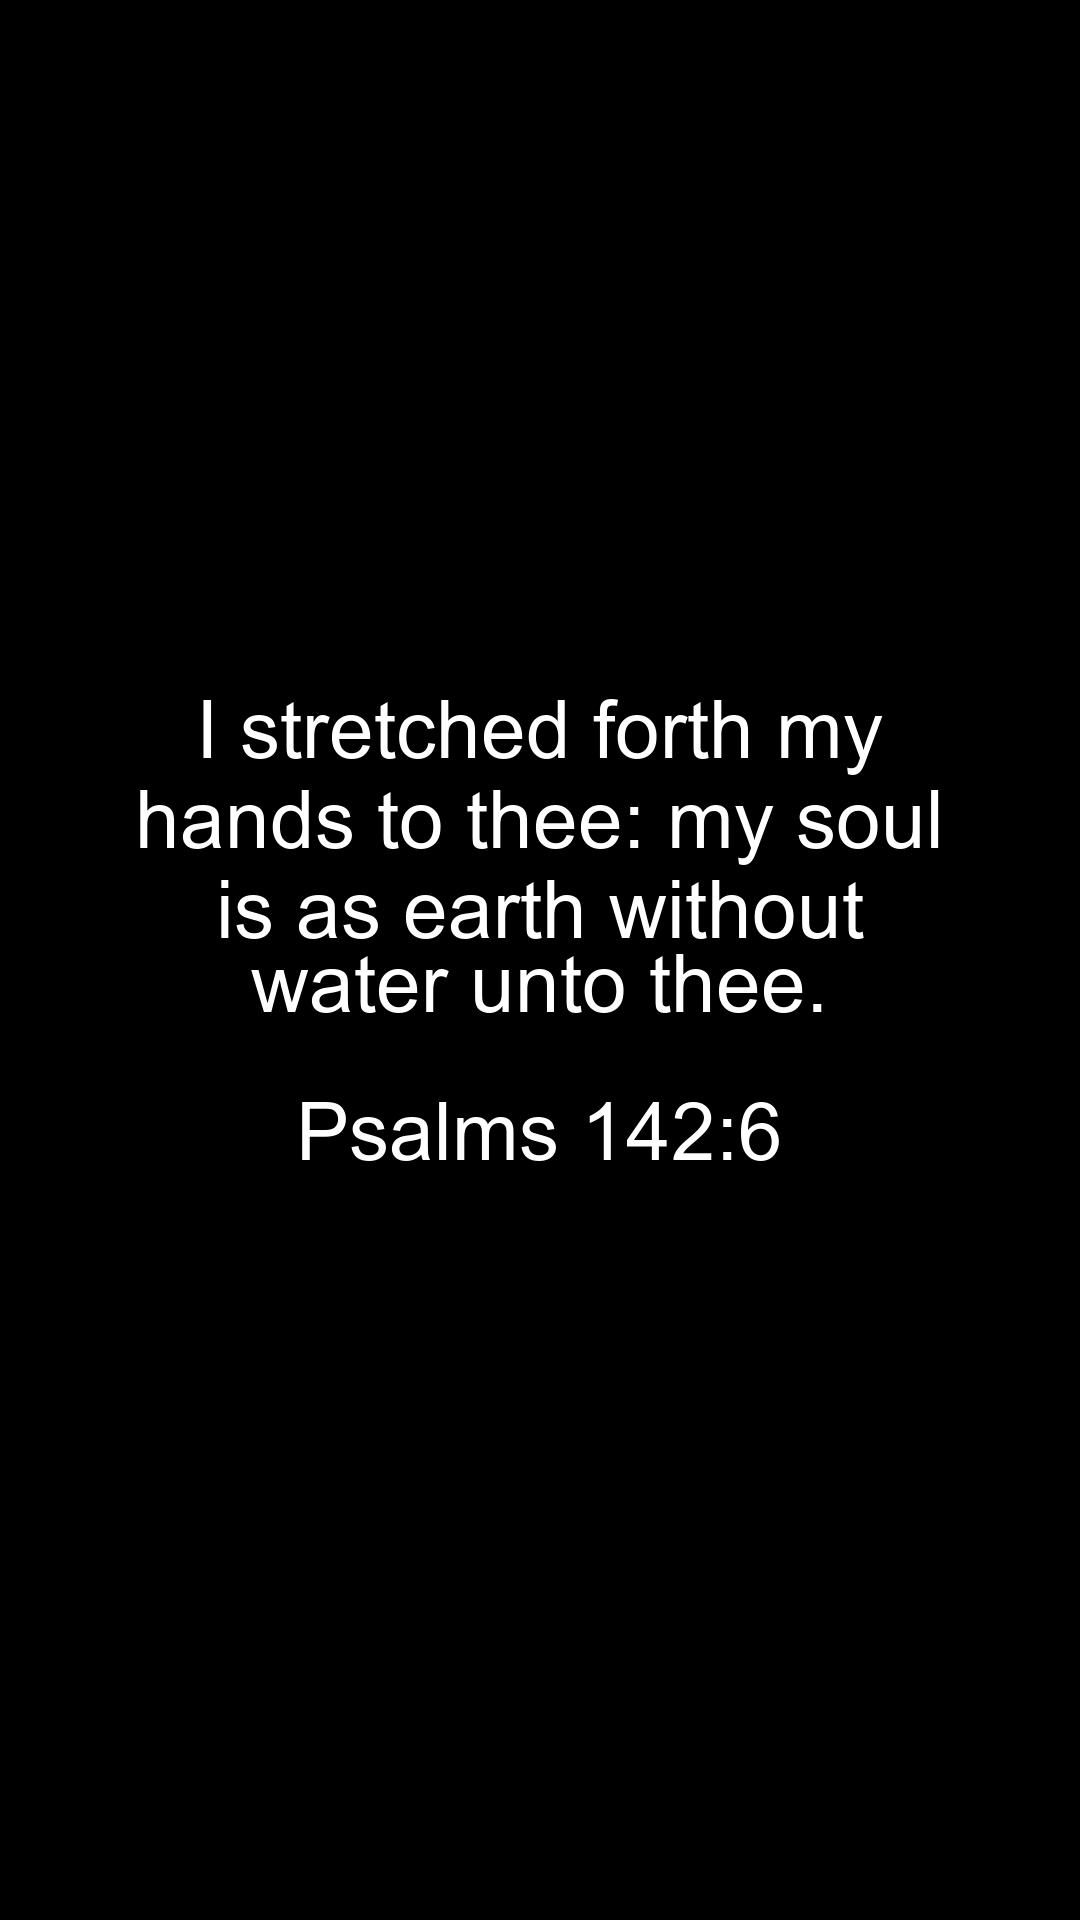 I stretched forth my
hands to thee: my soul
is as earth without
water unto thee.
Psalms 142:6